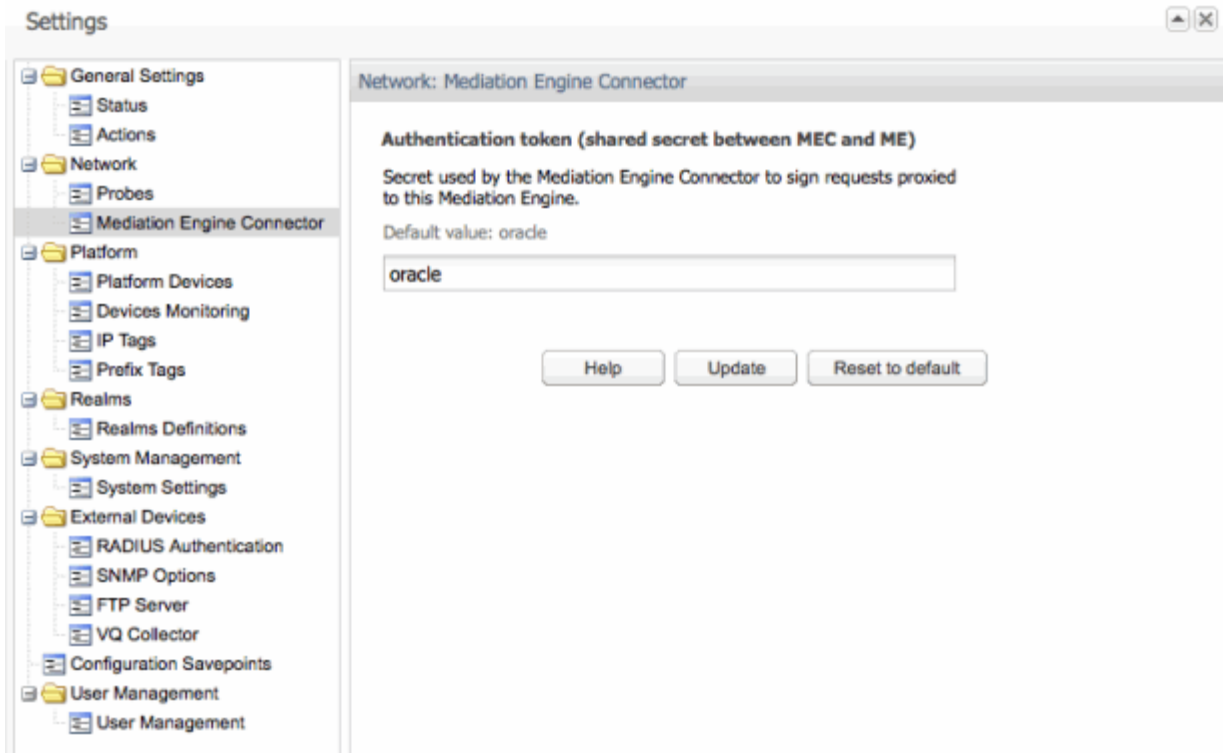 Settings
General Settings
Status
Actions
Network
Probes
Mediation Engine Connector
Platform
Platform Devices
Devices Monitoring
IP Tags
Prefix Tags
Realms
Realms Definitions
System Management
System Settings
External Devices
RADIUS Authentication
SNMP Options
FTP Server
VQ Collector
Configuration Savepoints
User Management
User Management
Network: Mediation Engine Connector
Authentication token (shared secret between MEC and ME)
Secret used by the Mediation Engine Connector to sign requests proxied
to this Mediation Engine.
Default value: oracle
oracle
Help Update Reset to default